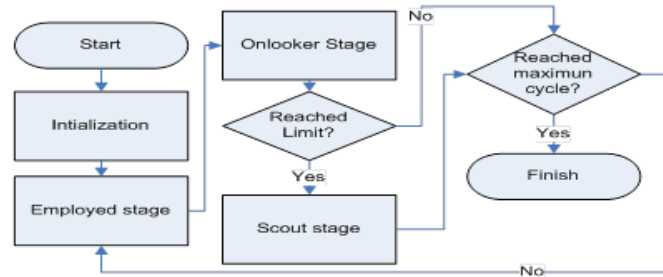 Start
Intialization
Employed stage
Onlooker Stage
Reached
Limit?
Yes
Scout stage
No
Reached
maximun
cycle?
Yes
Finish
No